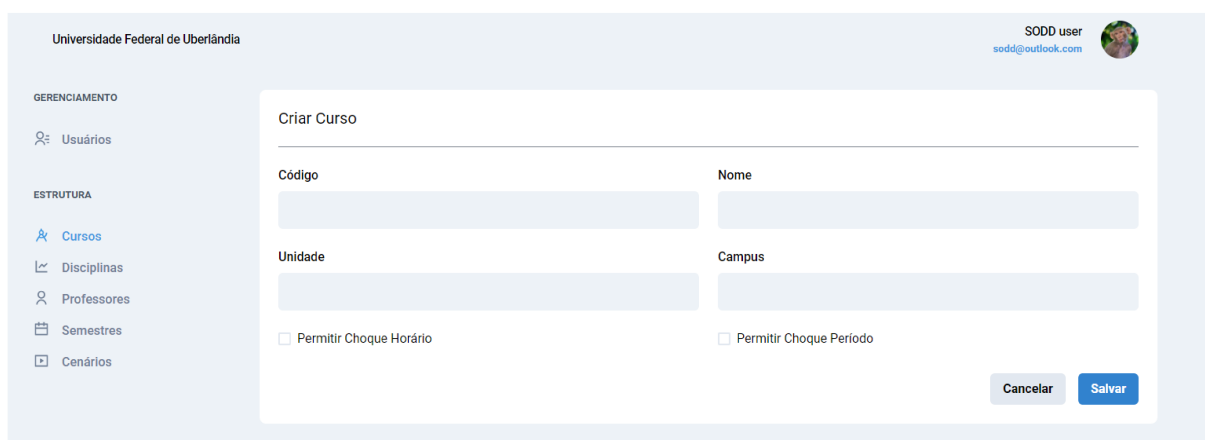 Universidade Federal de Uberlândia
SODD user
sodd@outlook.com
GERENCIAMENTO
Usuários
ESTRUTURA
Cursos
Disciplinas
Professores
Semestres
Cenários
Criar Curso
Código
Nome
Unidade
Campus
Permitir Choque Horário
Permitir Choque Período
Cancelar
Salvar